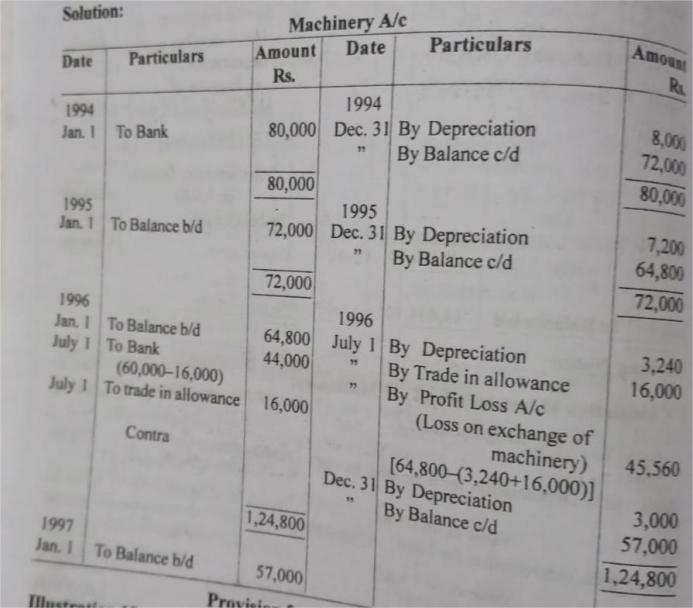 Solution:
Machinery A/c
Date Particulars Amount Rs. Date Particulars Amount Rs.
1994 1994
Jan. 1 To Bank 80,000 Dec. 31 By Depreciation 8,000
" By Balance c/d 72,000
80,000 80,000
1995 1995
Jan. 1 To Balance b/d 72,000 Dec. 31 By Depreciation 7,200
" By Balance c/d 64,800
72,000 72,000
1996 1996
Jan. 1 To Balance b/d 64,800 July 1 By Depreciation 3,240
July 1 To Bank 44,000 " By Trade in allowance 16,000
(60,000–16,000) " By Profit Loss A/c
July 1 To trade in allowance 16,000 (Loss on exchange of
Contra machinery) 45,560
[64,800–(3,240+16,000)]
Dec. 31 By Depreciation 3,000
" By Balance c/d 57,000
1,24,800 1,24,800
1997
Jan. 1 To Balance b/d 57,000